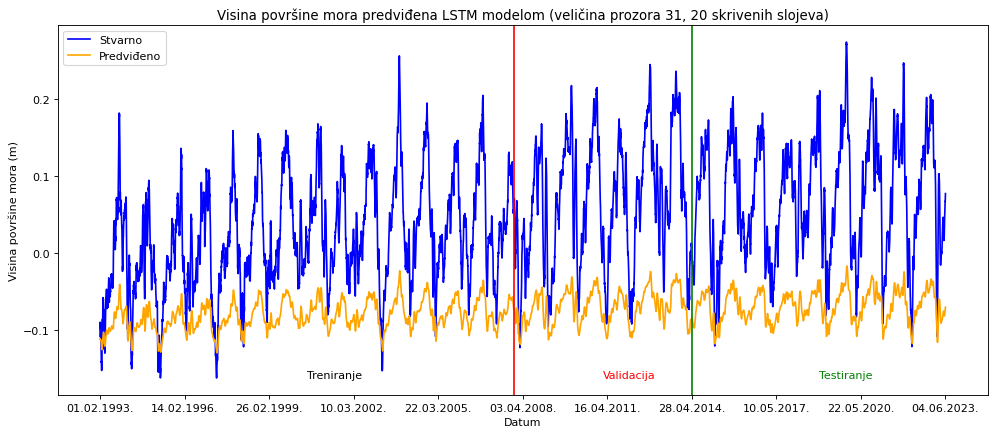 Visina površine mora predviđena LSTM modelom (veličina prozora 31, 20 skrivenih slojeva)
Stvarno
Predviđeno
Visina površine mora (m)
0.2
0.1
0.0
−0.1
Treniranje
Validacija
Testiranje
01.02.1993.
14.02.1996.
26.02.1999.
10.03.2002.
22.03.2005.
03.04.2008.
16.04.2011.
28.04.2014.
10.05.2017.
22.05.2020.
04.06.2023.
Datum